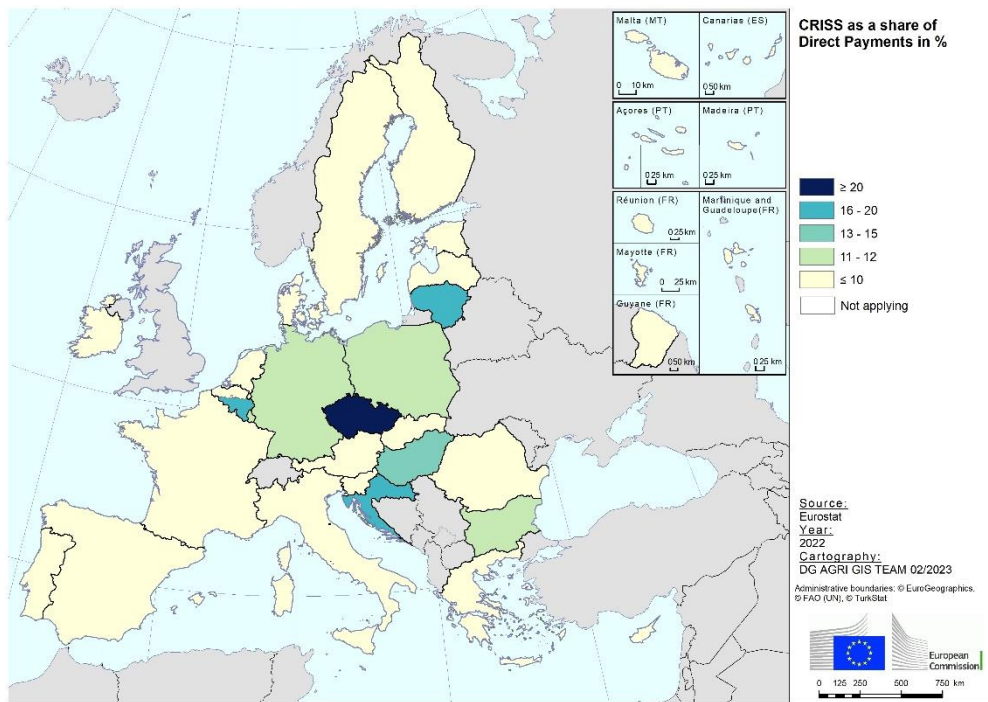 CRISS as a share of
Direct Payments in %
Malta (MT)
0 10 km
Canarias (ES)
0 50 km
Açores (PT)
0 25 km
Madeira (PT)
0 25 km
Réunion (FR)
0 25 km
Mayotte (FR)
0 25 km
Guyane (FR)
0 50 km
Martinique and
Guadeloupe(FR)
0 25 km
≥ 20
16 - 20
13 - 15
11 - 12
≤ 10
Not applying
Source:
Eurostat
Year:
2022
Cartography:
DG AGRI GIS TEAM 02/2023
Administrative boundaries: © EuroGeographics,
© FAO (UN), © TurkStat
European
Commission
0 125 250 500 750 km